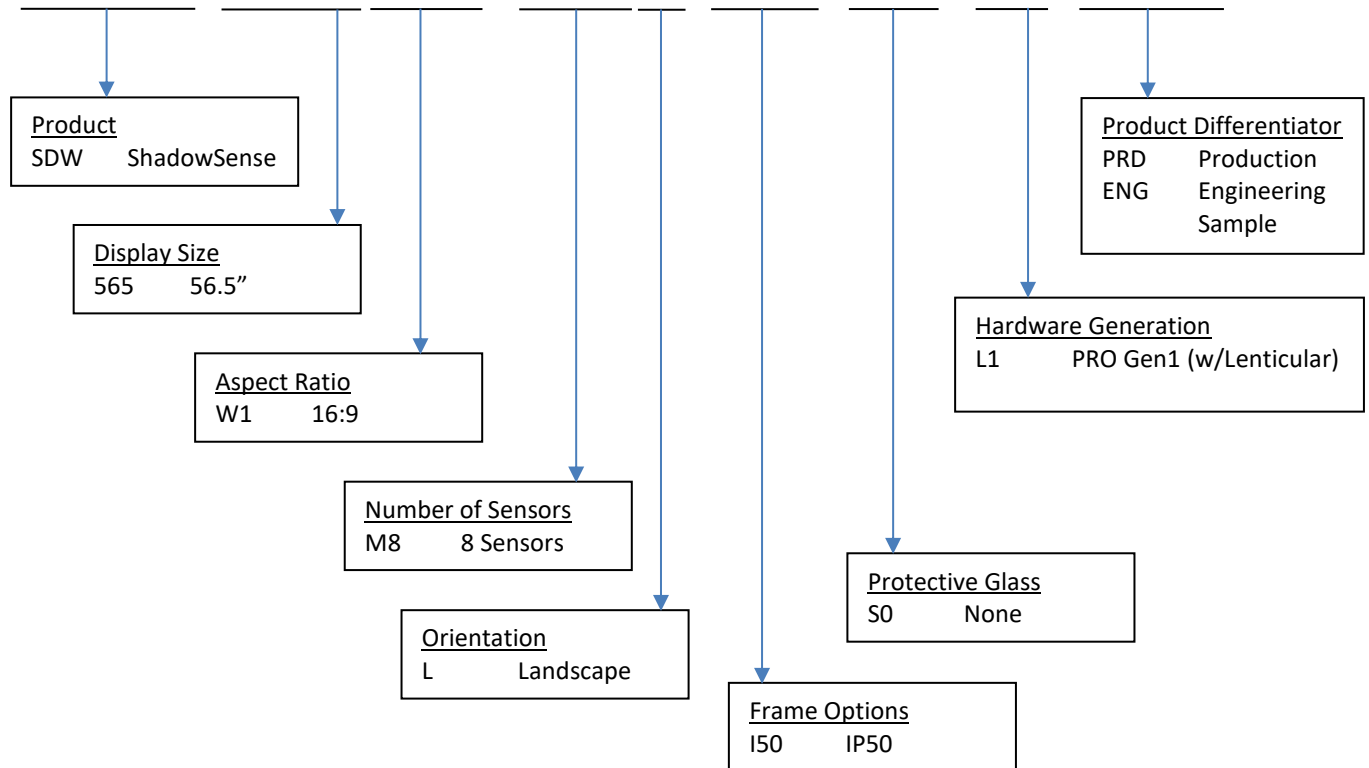 Product
SDW ShadowSense
Display Size
565 56.5”
Aspect Ratio
W1 16:9
Number of Sensors
M8 8 Sensors
Orientation
L Landscape
Frame Options
I50 IP50
Protective Glass
S0 None
Hardware Generation
L1 PRO Gen1 (w/Lenticular)
Product Differentiator
PRD Production
ENG Engineering
Sample